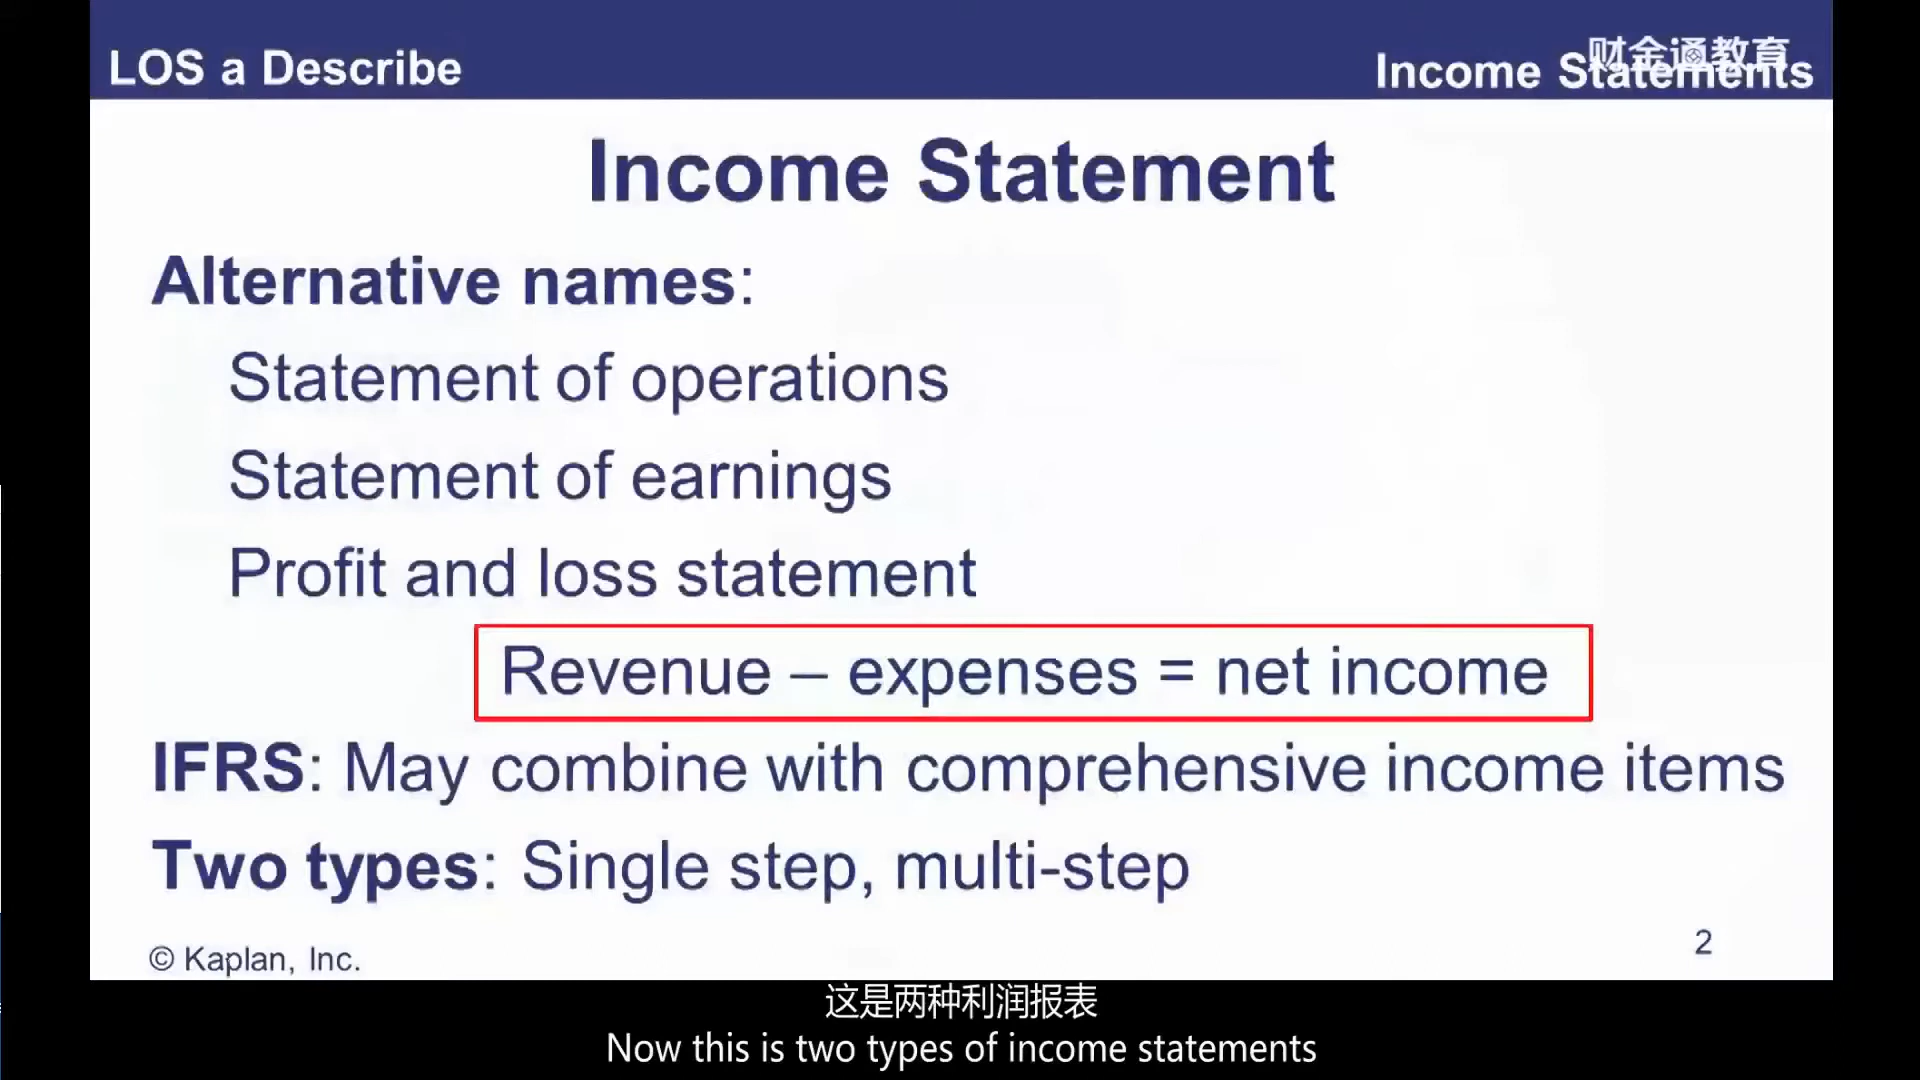 LOS a Describe
Income Statements
财金通教育
Income Statement
Alternative names:
Statement of operations
Statement of earnings
Profit and loss statement
Revenue – expenses = net income
IFRS: May combine with comprehensive income items
Two types: Single step, multi-step
© Kaplan, Inc.
2
这是两种利润报表
Now this is two types of income statements